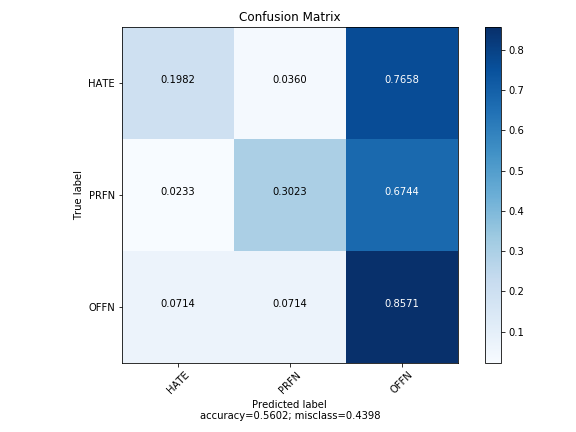 Confusion Matrix
HATE
0.1982
0.0360
0.7658
PRFN
0.0233
0.3023
0.6744
OFFN
0.0714
0.0714
0.8571
HATE
PRFN
OFFN
True label
Predicted label
accuracy=0.5602; misclass=0.4398
0.8
0.7
0.6
0.5
0.4
0.3
0.2
0.1